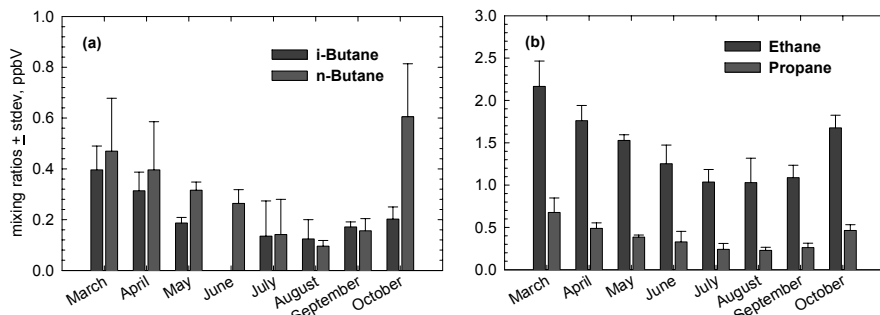 mixing ratios ± stdev, ppbV
(a)
i-Butane
n-Butane
1.0
0.8
0.6
0.4
0.2
0.0
March
April
May
June
July
August
September
October
(b)
Ethane
Propane
3.0
2.5
2.0
1.5
1.0
0.5
0.0
March
April
May
June
July
August
September
October